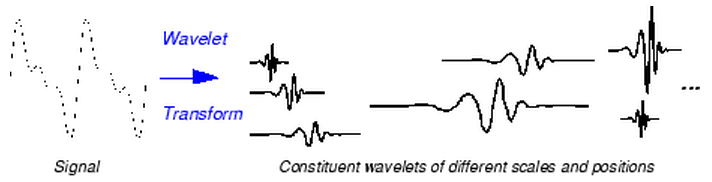 Wavelet
Transform
...
Signal
Constituent wavelets of different scales and positions